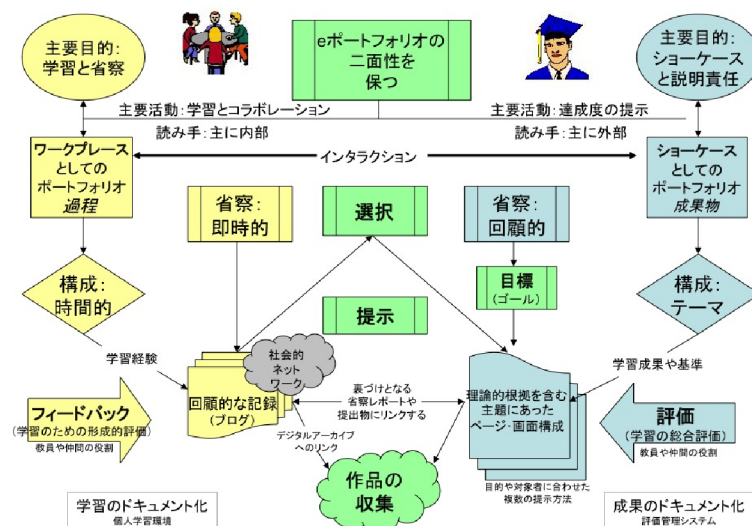 主要目的:
学習と省察
eポートフォリオの
二面性を
保つ
主要目的:
ショーケース
と説明責任
主要活動:学習とコラボレーション
主要活動:達成度の提示
読み手:主に内部
読み手:主に外部
ワークプレース
としての
ポートフォリオ
過程
インタラクション
ショーケース
としての
ポートフォリオ
成果物
省察:
即時的
選択
省察:
回顧的
構成:
時間的
目標
(ゴール)
構成:
テーマ
提示
学習経験
社会的
ネット
ワーク
学習成果や基準
回顧的な記録
(ブログ)
裏づけとなる
省察レポートや
提出物にリンクする
理論的根拠を含む
主題にあった
ページ・画面構成
フィードバック
(学習のための形成的評価)
教員や仲間の役割
評価
(学習の総合評価)
教員や仲間の役割
デジタルアーカイブ
へのリンク
作品の
収集
目的や対象者に合わせた
複数の提示方法
学習のドキュメント化
個人学習環境
成果のドキュメント化
評価管理システム